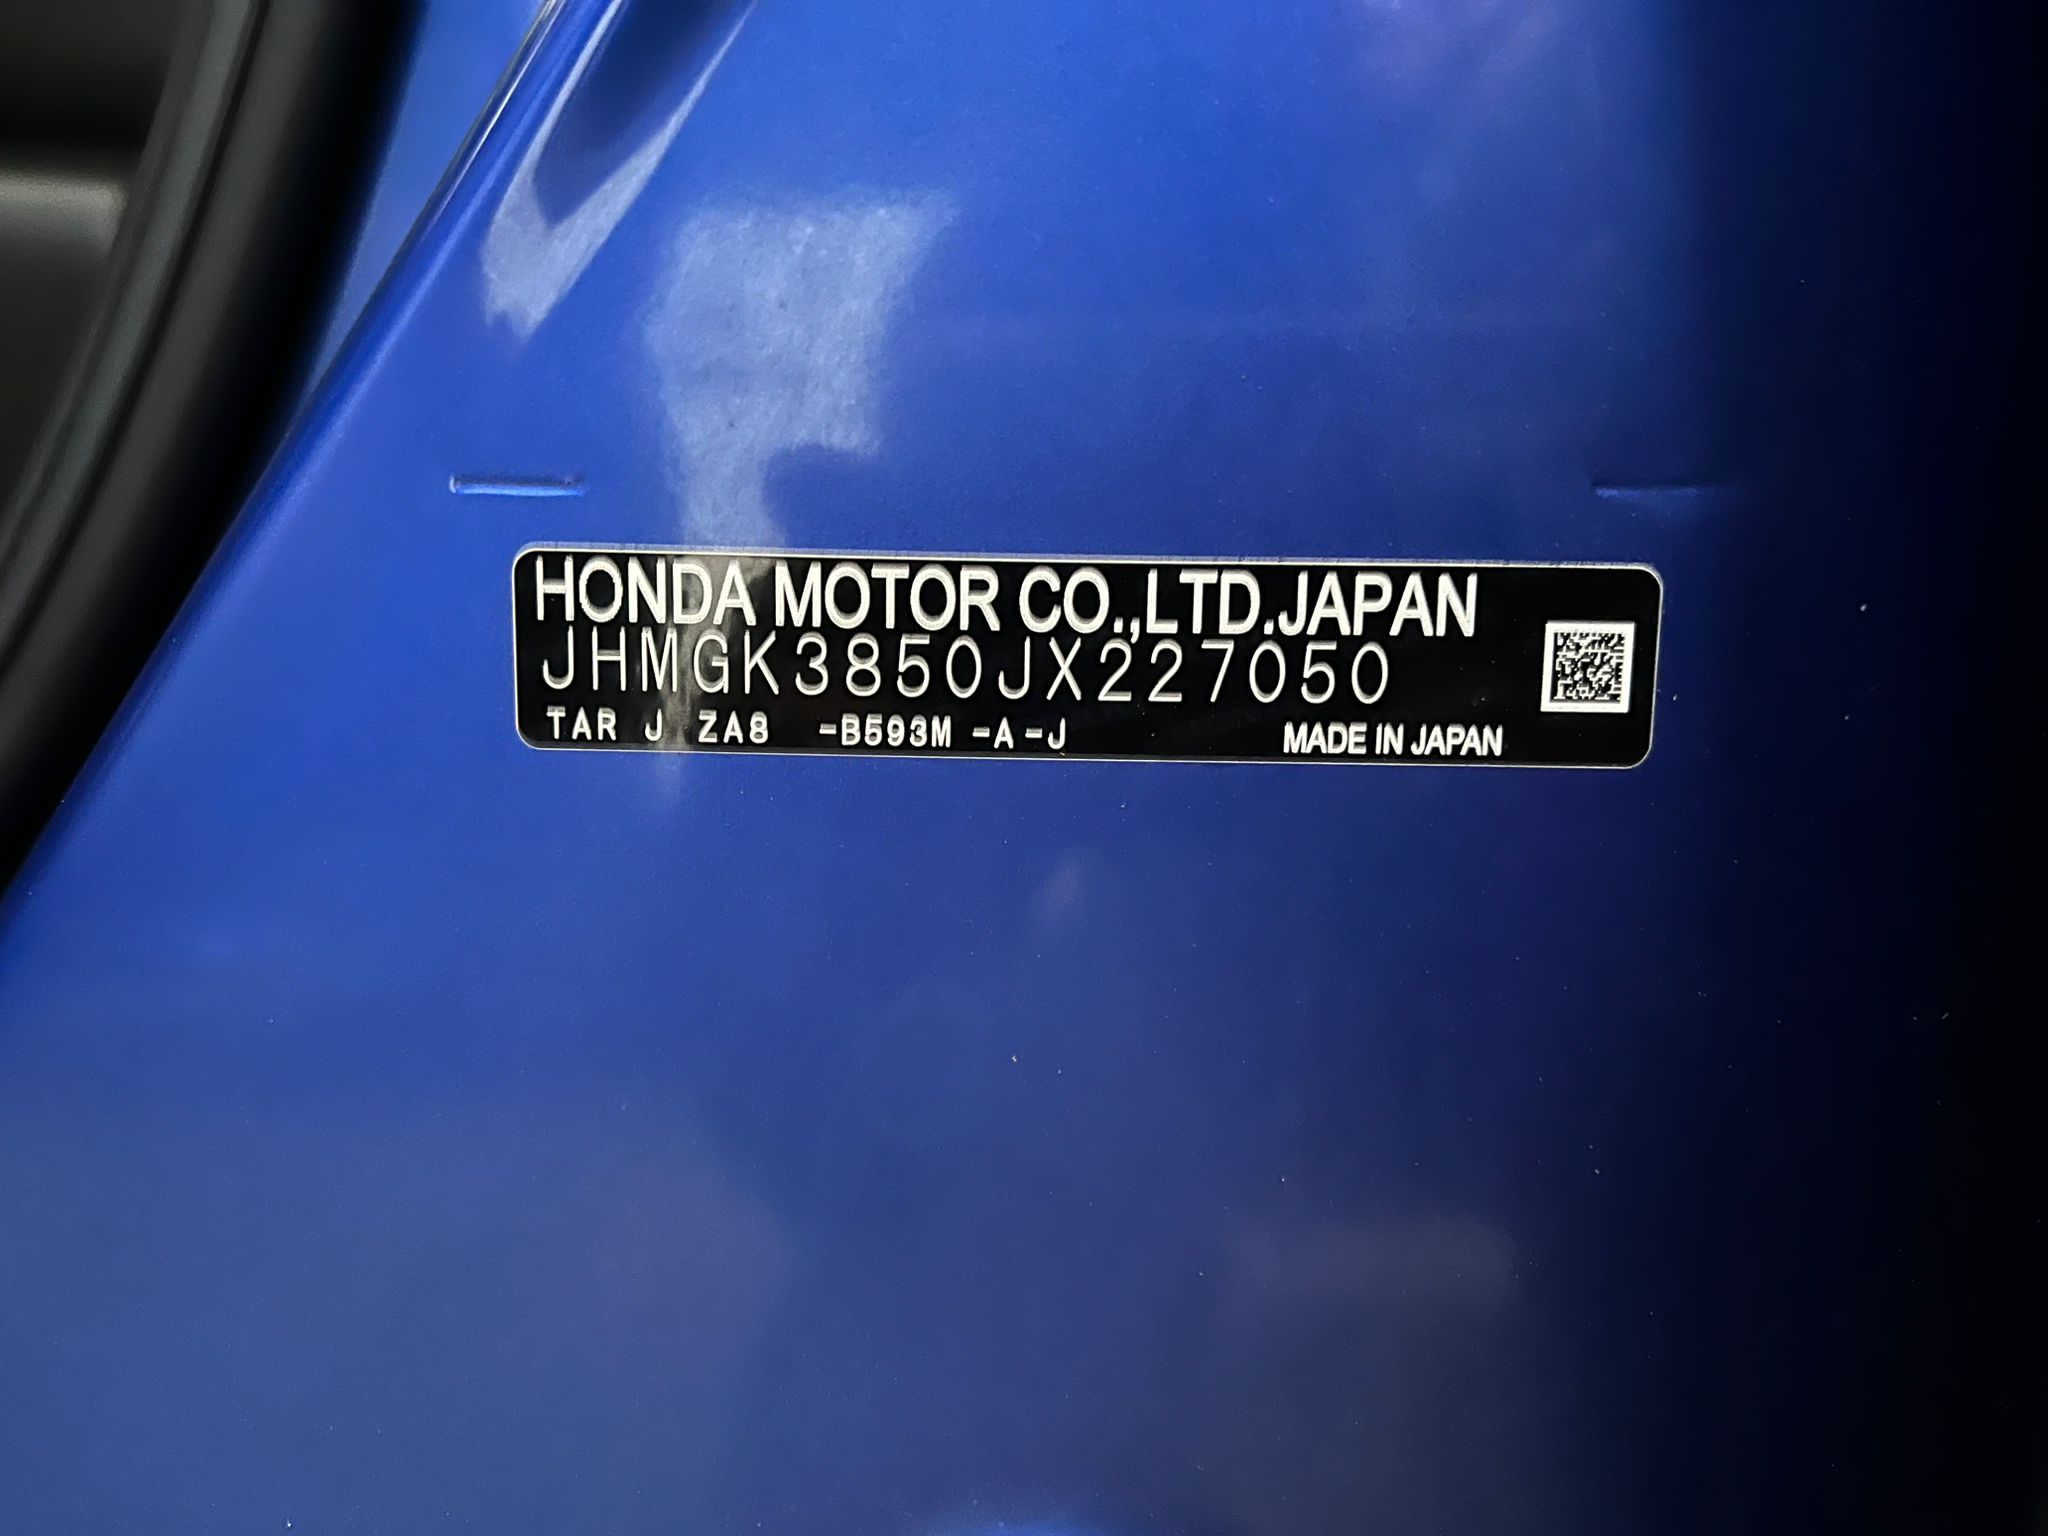 HONDA MOTOR CO.,LTD.JAPAN
JHMGK3850JX227050
TAR J ZA8 -B593M -A-J MADE IN JAPAN